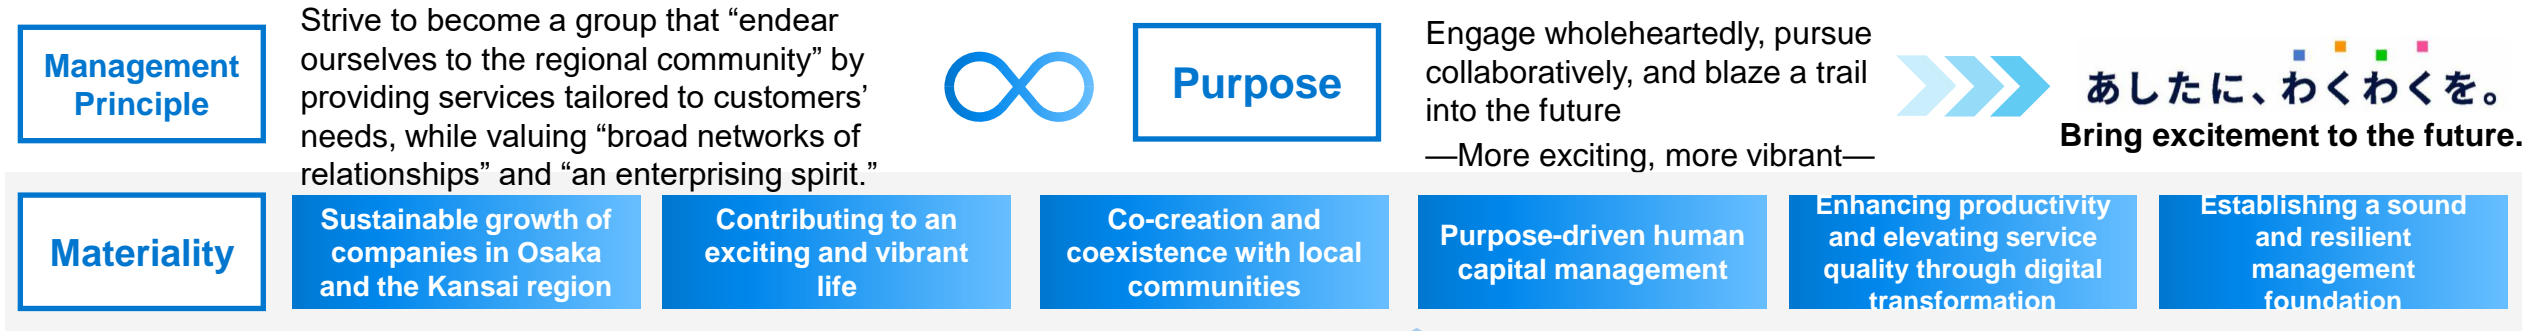 Management
Principle
Strive to become a group that “endear
ourselves to the regional community” by
providing services tailored to customers’
needs, while valuing “broad networks of
relationships” and “an enterprising spirit.”
Purpose
Engage wholeheartedly, pursue
collaboratively, and blaze a trail
into the future
—More exciting, more vibrant—
あしたに、わくわくを。
Bring excitement to the future.
Materiality
Sustainable growth of
companies in Osaka
and the Kansai region
Contributing to an
exciting and vibrant
life
Co-creation and
coexistence with local
communities
Purpose-driven human
capital management
Enhancing productivity
and elevating service
quality through digital
transformation
Establishing a sound
and resilient
management
foundation